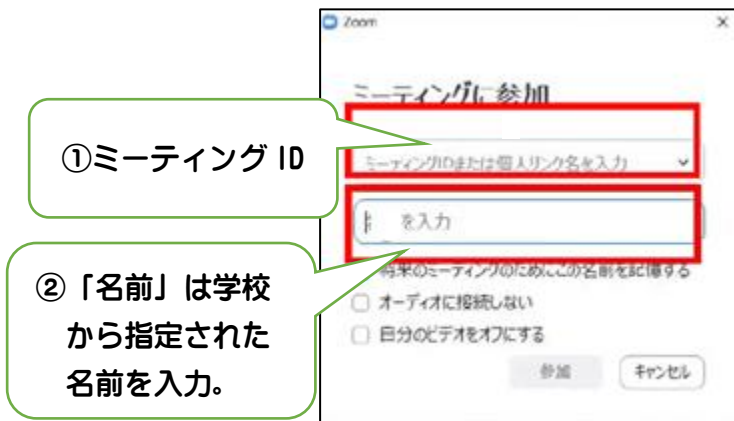 Zoom
ミーティングに参加
①ミーティング ID
ミーティングIDまたは個人リンク名を入力
を入力
②「名前」は学校
から指定された
名前を入力。
将来のミーティングのためにこの名前を記憶する
オーディオに接続しない
自分のビデオをオフにする
参加
キャンセル